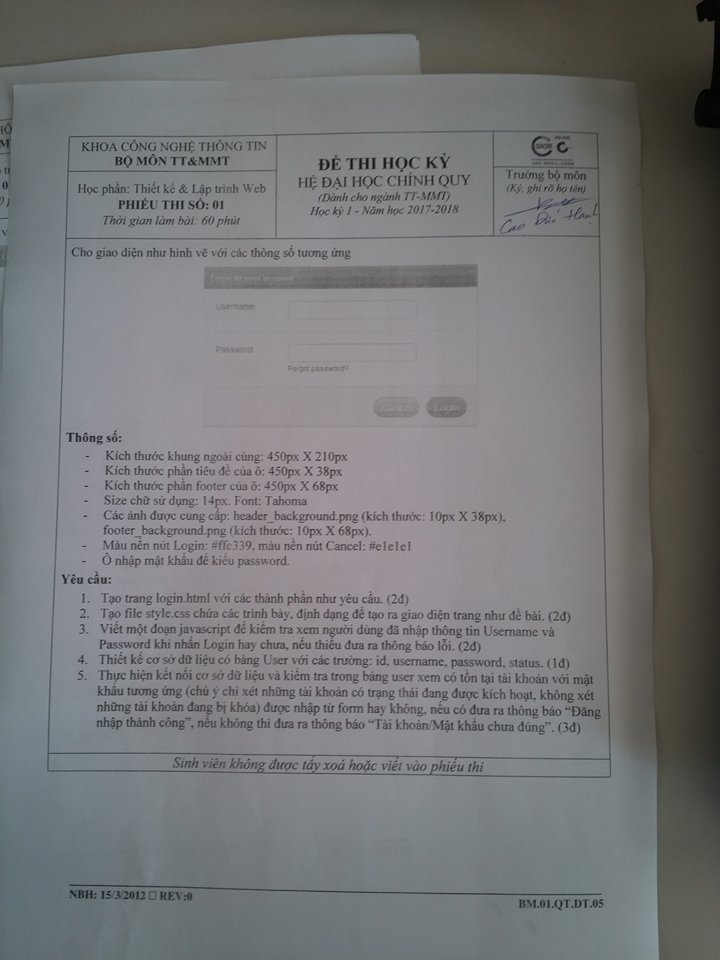 KHOA CÔNG NGHỆ THÔNG TIN
BỘ MÔN TT&MMT
Học phần: Thiết kế & Lập trình Web
PHIẾU THI SỐ: 01
Thời gian làm bài: 60 phút
ĐỀ THI HỌC KỲ
HỆ ĐẠI HỌC CHÍNH QUY
(Dành cho ngành TT-MMT)
Học kỳ 1 - Năm học 2017-2018
Trưởng bộ môn
(Ký, ghi rõ họ tên)
Cao Đức Hạnh
Cho giao diện như hình vẽ với các thông số tương ứng
Login to your account
Username:
Password
Forgot password?
Cancel Login
Thông số:
- Kích thước khung ngoài cùng: 450px X 210px
- Kích thước phần tiêu đề của ô: 450px X 38px
- Kích thước phần footer của ô: 450px X 68px
- Size chữ sử dụng: 14px. Font: Tahoma
- Các ảnh được cung cấp: header_background.png (kích thước: 10px X 38px),
footer_background.png (kích thước: 10px X 68px).
- Màu nền nút Login: #ffc339, màu nền nút Cancel: #e1e1e1
- Ô nhập mật khẩu để kiểu password.
Yêu cầu:
1. Tạo trang login.html với các thành phần như yêu cầu. (2đ)
2. Tạo file style.css chứa các trình bày, định dạng để tạo ra giao diện trang như đề bài. (2đ)
3. Viết một đoạn javascript để kiểm tra xem người dùng đã nhập thông tin Username và
Password khi nhấn Login hay chưa, nếu thiếu đưa ra thông báo lỗi. (2đ)
4. Thiết kế cơ sở dữ liệu có bảng User với các trường: id, username, password, status. (1đ)
5. Thực hiện kết nối cơ sở dữ liệu và kiểm tra trong bảng user xem có tồn tại tài khoản với mật
khẩu tương ứng (chú ý chỉ xét những tài khoản có trạng thái đang được kích hoạt, không xét
những tài khoản đang bị khóa) được nhập từ form hay không, nếu có đưa ra thông báo “Đăng
nhập thành công”, nếu không thì đưa ra thông báo “Tài khoản/Mật khẩu chưa đúng”. (3đ)
Sinh viên không được tẩy xoá hoặc viết vào phiếu thi
NBH: 15/3/2012 □ REV:0
BM.01.QT.DT.05